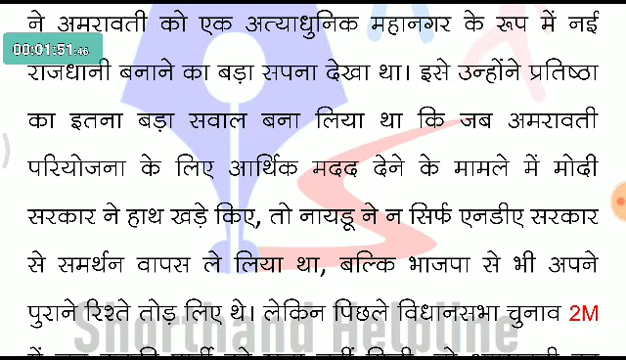 ने अमरावती को एक अत्याधुनिक महानगर के रूप में नई
00:01:51:46
राजधानी बनाने का बड़ा सपना देखा था। इसे उन्होंने प्रतिष्ठा
का इतना बड़ा सवाल बना लिया था कि जब अमरावती
परियोजना के लिए आर्थिक मदद देने के मामले में मोदी
सरकार ने हाथ खड़े किए, तो नायडू ने न सिर्फ एनडीए सरकार
से समर्थन वापस ले लिया था, बल्कि भाजपा से भी अपने
पुराने रिश्ते तोड़ लिए थे। लेकिन पिछले विधानसभा चुनाव 2M
Shorthand Helpline